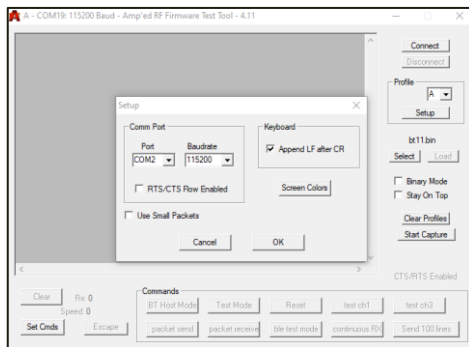 A - COM19: 115200 Baud - Amp'ed RF Firmware Test Tool - 4.11
Connect
Disconnect
Profile
A
Setup
bt11.bin
Select
Load
Binary Mode
Stay On Top
Clear Profiles
Start Capture
CTS/RTS Enabled
Setup
Comm Port
Port
Baudrate
COM2
115200
RTS/CTS Flow Enabled
Use Small Packets
Keyboard
Append LF after CR
Screen Colors
Cancel
OK
Clear
Rx: 0
Speed: 0
Set Cmds
Escape
Commands
BT Host Mode
Test Mode
Reset
test ch1
test ch3
packet send
packet receive
ble test mode
continuous RX
Send 100 lines